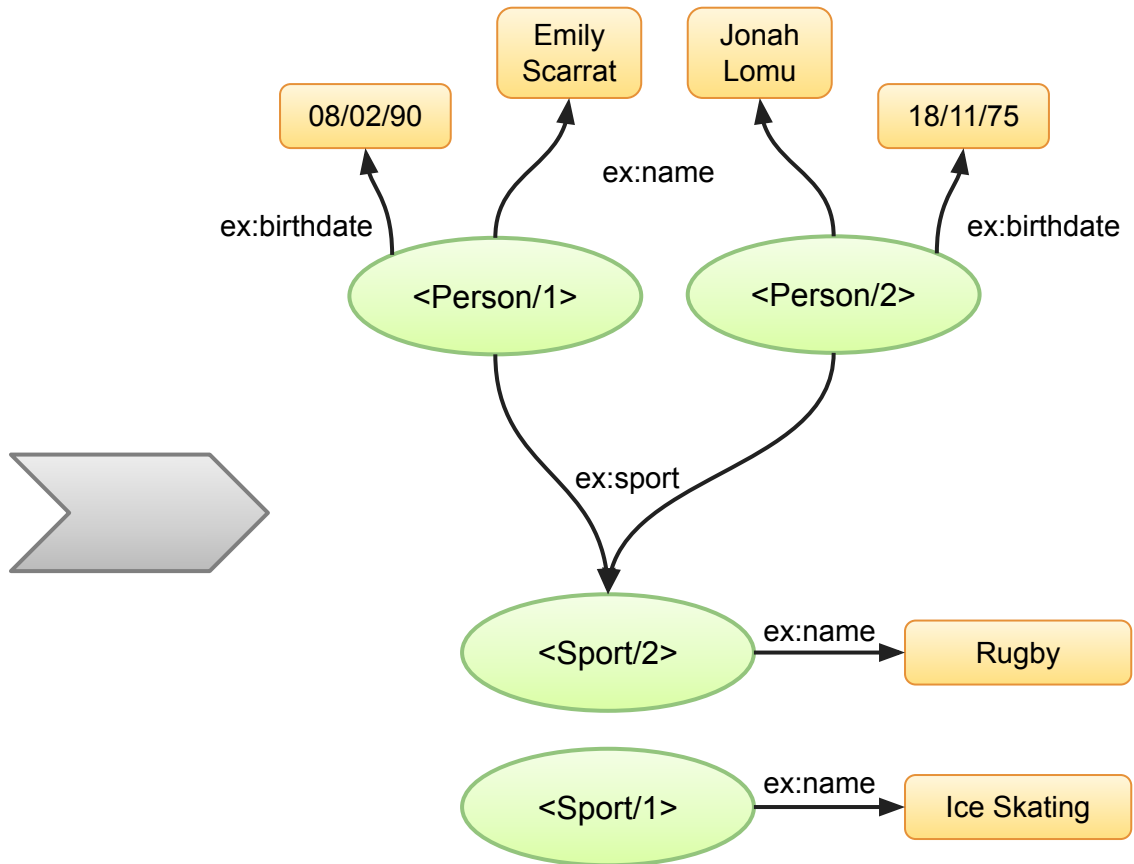 Emily
Scarrat
Jonah
Lomu
08/02/90
18/11/75
ex:name
ex:birthdate
ex:birthdate
<Person/1>
<Person/2>
ex:sport
<Sport/2>
ex:name
Rugby
<Sport/1>
ex:name
Ice Skating